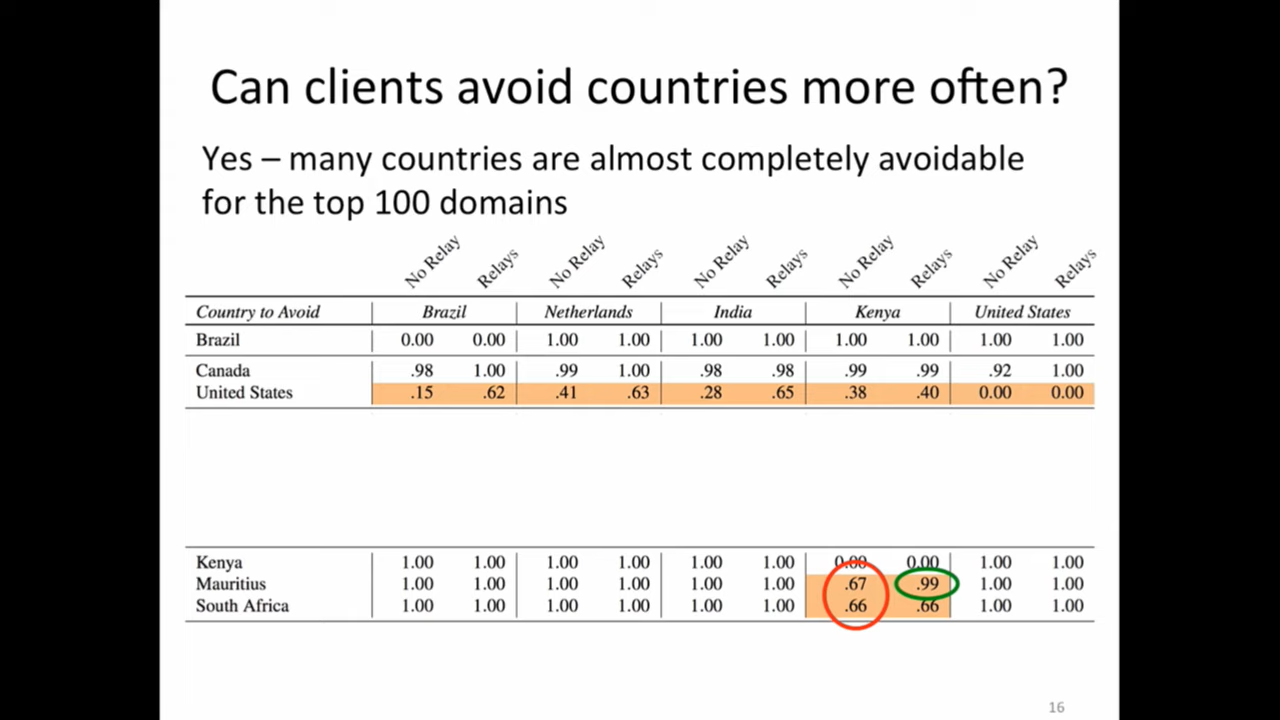 Can clients avoid countries more often?
Yes – many countries are almost completely avoidable
for the top 100 domains
No Relay Relays No Relay Relays No Relay Relays No Relay Relays No Relay Relays
Country to Avoid Brazil Netherlands India Kenya United States
Brazil 0.00 0.00 1.00 1.00 1.00 1.00 1.00 1.00 1.00 1.00
Canada .98 1.00 .99 1.00 .98 .98 .99 .99 .92 1.00
United States .15 .62 .41 .63 .28 .65 .38 .40 0.00 0.00
Kenya 1.00 1.00 1.00 1.00 1.00 1.00 0.00 0.00 1.00 1.00
Mauritius 1.00 1.00 1.00 1.00 1.00 1.00 .67 .99 1.00 1.00
South Africa 1.00 1.00 1.00 1.00 1.00 1.00 .66 .66 1.00 1.00
16